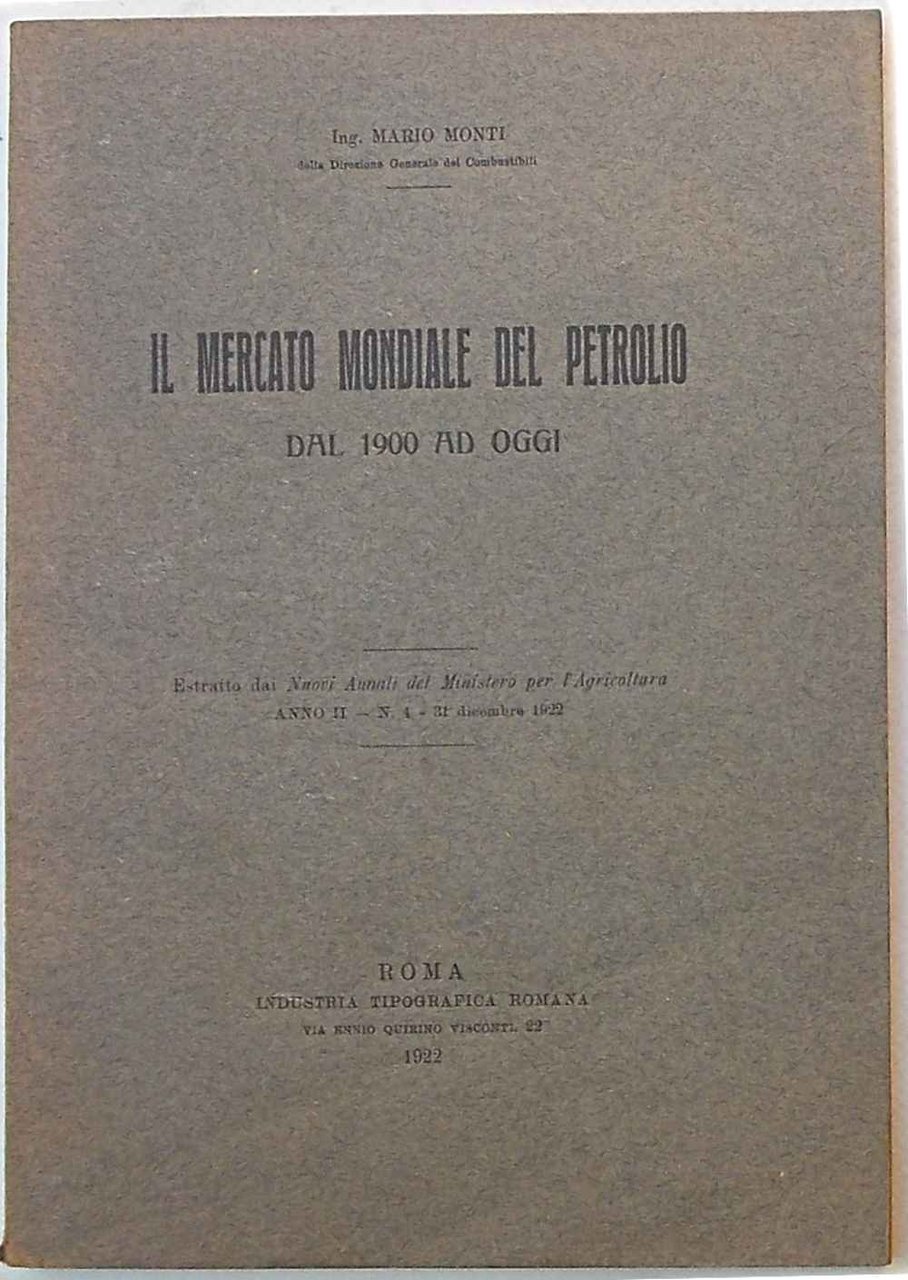 Ing. MARIO MONTI
della Direzione Generale dei Combustibili
IL MERCATO MONDIALE DEL PETROLIO
DAL 1900 AD OGGI
Estratto dai Nuovi Annali del Ministero per l'Agricoltura
ANNO II – N. 4 - 31 dicembre 1922
ROMA
INDUSTRIA TIPOGRAFICA ROMANA
VIA ENNIO QUIRINO VISCONTI, 22
1922